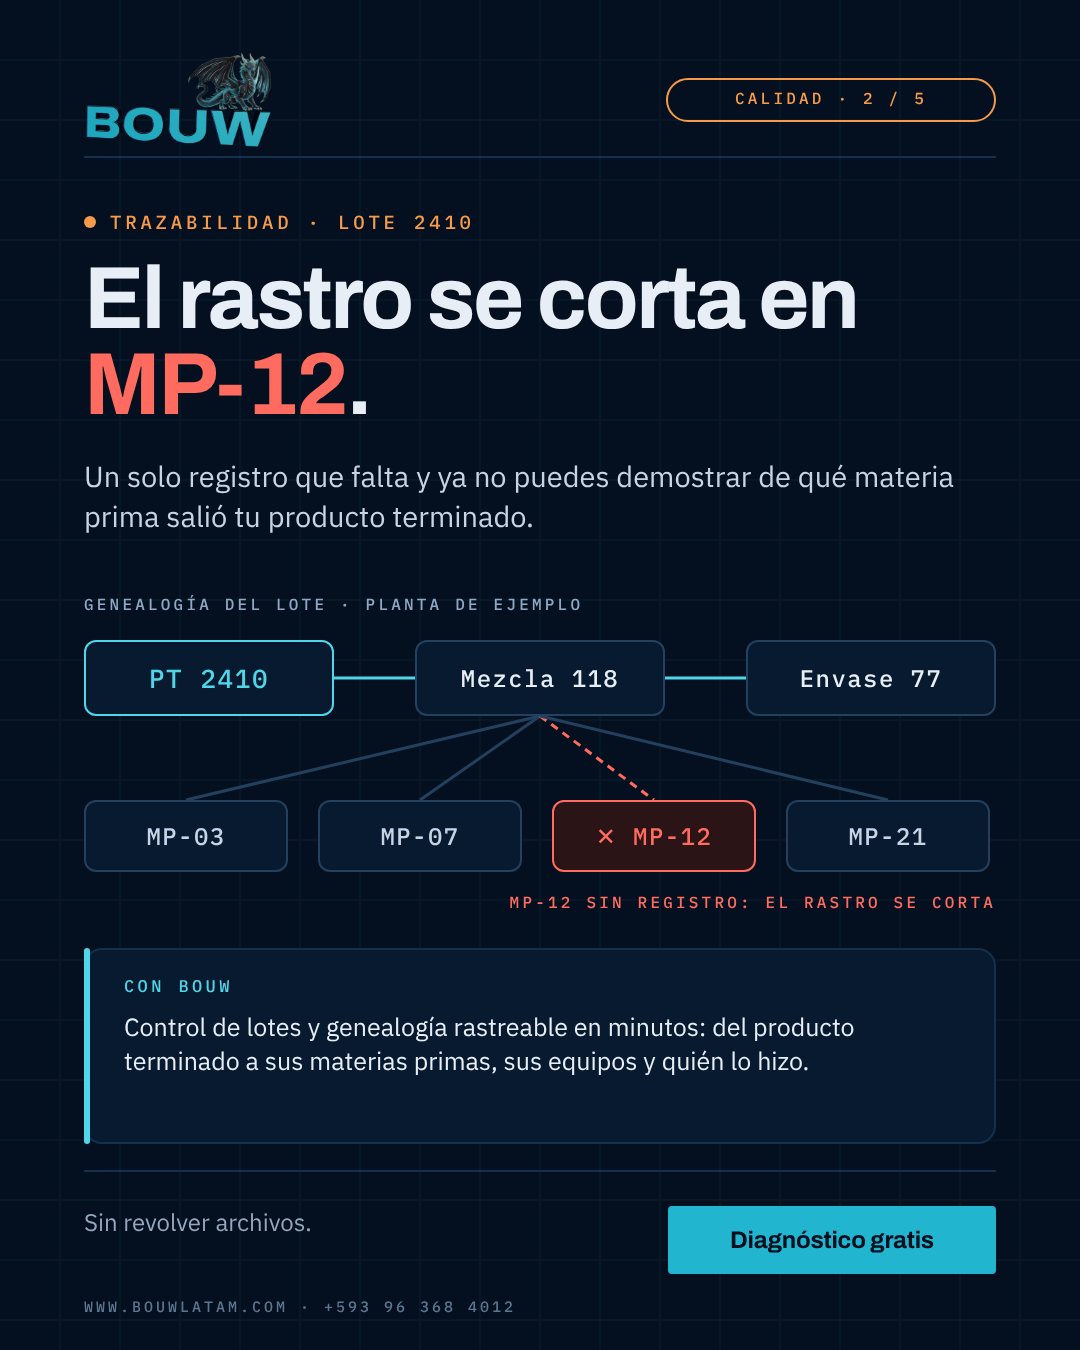 BOUW
CALIDAD · 2 / 5
TRAZABILIDAD · LOTE 2410
El rastro se corta en
MP-12.
Un solo registro que falta y ya no puedes demostrar de qué materia
prima salió tu producto terminado.
GENEALOGÍA DEL LOTE · PLANTA DE EJEMPLO
PT 2410
Mezcla 118
Envase 77
MP-03
MP-07
✕ MP-12
MP-21
MP-12 SIN REGISTRO: EL RASTRO SE CORTA
CON BOUW
Control de lotes y genealogía rastreable en minutos: del producto
terminado a sus materias primas, sus equipos y quién lo hizo.
Sin revolver archivos.
Diagnóstico gratis
WWW.BOUWLATAM.COM · +593 96 368 4012